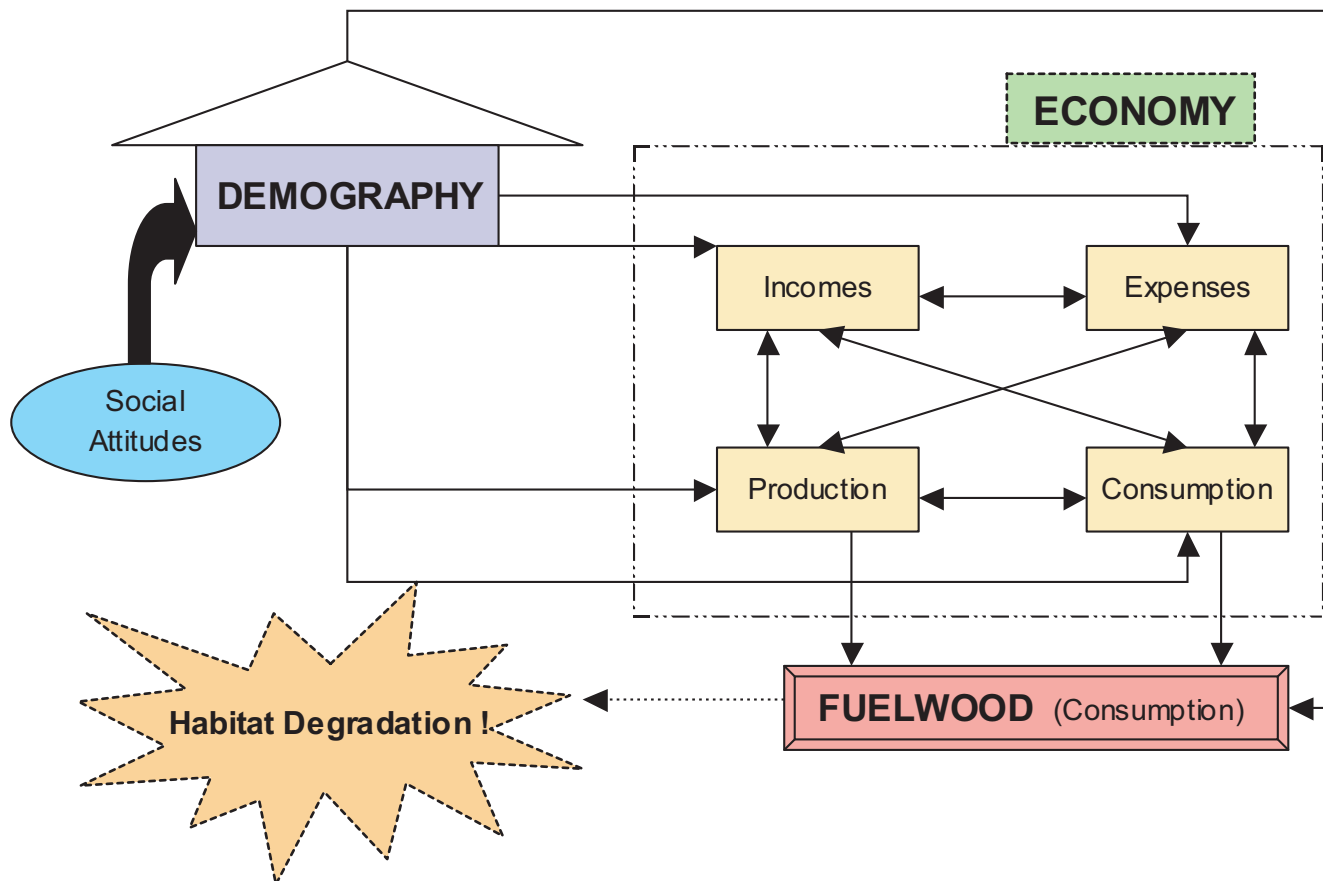 ECONOMY
DEMOGRAPHY
Incomes
Expenses
Social
Attitudes
Production
Consumption
FUELWOOD (Consumption)
Habitat Degradation !